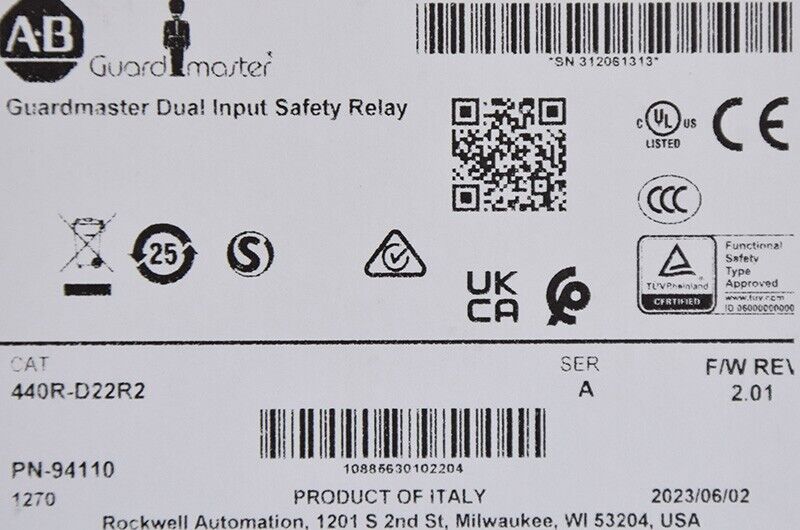 A-B
Guardmaster
*SN 312061313*
Guardmaster Dual Input Safety Relay
C UL US
LISTED
CE
CCC
25
S
UK
CA
TÜVRheinland
CERTIFIED
Functional
Safety
Type
Approved
www.tuv.com
ID 06000000000
CAT
440R-D22R2
SER
A
F/W REV
2.01
10885630102204
PN-94110
1270
PRODUCT OF ITALY
2023/06/02
Rockwell Automation, 1201 S 2nd St, Milwaukee, WI 53204, USA